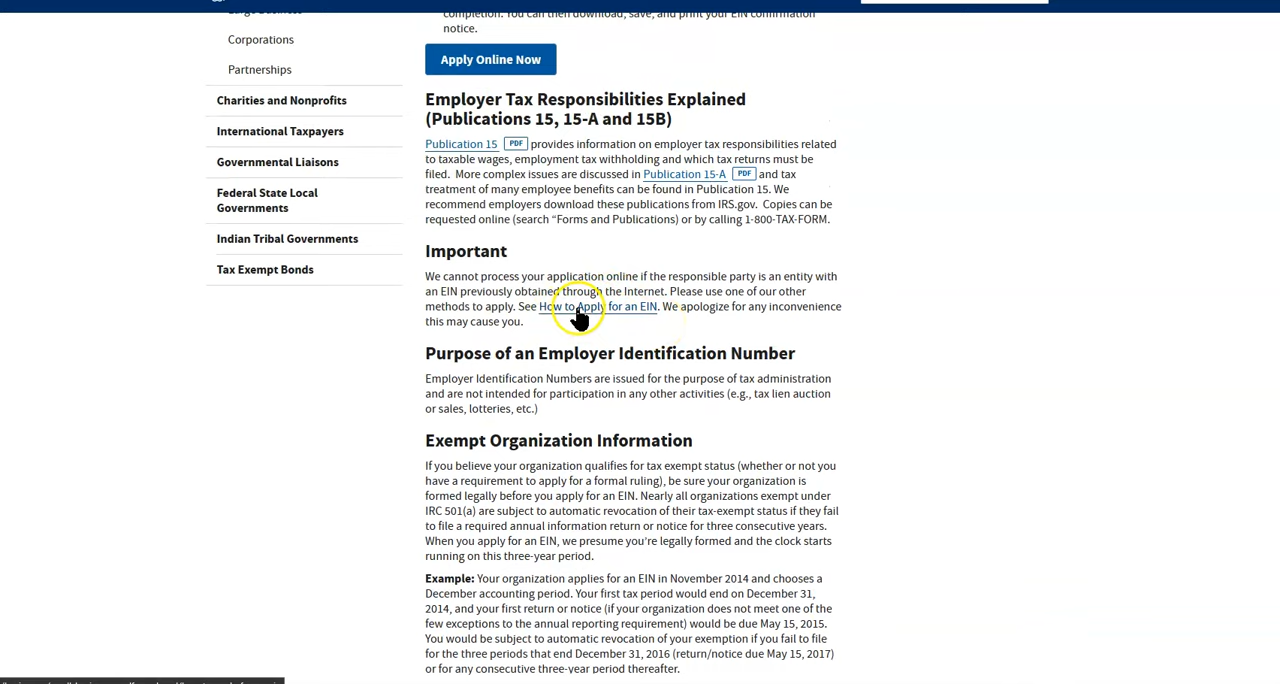 Large Business
Corporations
Partnerships
Charities and Nonprofits
International Taxpayers
Governmental Liaisons
Federal State Local
Governments
Indian Tribal Governments
Tax Exempt Bonds
completion. You can then download, save, and print your EIN confirmation
notice.
Apply Online Now
Employer Tax Responsibilities Explained
(Publications 15, 15-A and 15B)
Publication 15 PDF provides information on employer tax responsibilities related
to taxable wages, employment tax withholding and which tax returns must be
filed. More complex issues are discussed in Publication 15-A PDF and tax
treatment of many employee benefits can be found in Publication 15. We
recommend employers download these publications from IRS.gov. Copies can be
requested online (search “Forms and Publications) or by calling 1-800-TAX-FORM.
Important
We cannot process your application online if the responsible party is an entity with
an EIN previously obtained through the Internet. Please use one of our other
methods to apply. See How to Apply for an EIN. We apologize for any inconvenience
this may cause you.
Purpose of an Employer Identification Number
Employer Identification Numbers are issued for the purpose of tax administration
and are not intended for participation in any other activities (e.g., tax lien auction
or sales, lotteries, etc.)
Exempt Organization Information
If you believe your organization qualifies for tax exempt status (whether or not you
have a requirement to apply for a formal ruling), be sure your organization is
formed legally before you apply for an EIN. Nearly all organizations exempt under
IRC 501(a) are subject to automatic revocation of their tax-exempt status if they fail
to file a required annual information return or notice for three consecutive years.
When you apply for an EIN, we presume you’re legally formed and the clock starts
running on this three-year period.
Example: Your organization applies for an EIN in November 2014 and chooses a
December accounting period. Your first tax period would end on December 31,
2014, and your first return or notice (if your organization does not meet one of the
few exceptions to the annual reporting requirement) would be due May 15, 2015.
You would be subject to automatic revocation of your exemption if you fail to file
for the three periods that end December 31, 2016 (return/notice due May 15, 2017)
or for any consecutive three-year period thereafter.